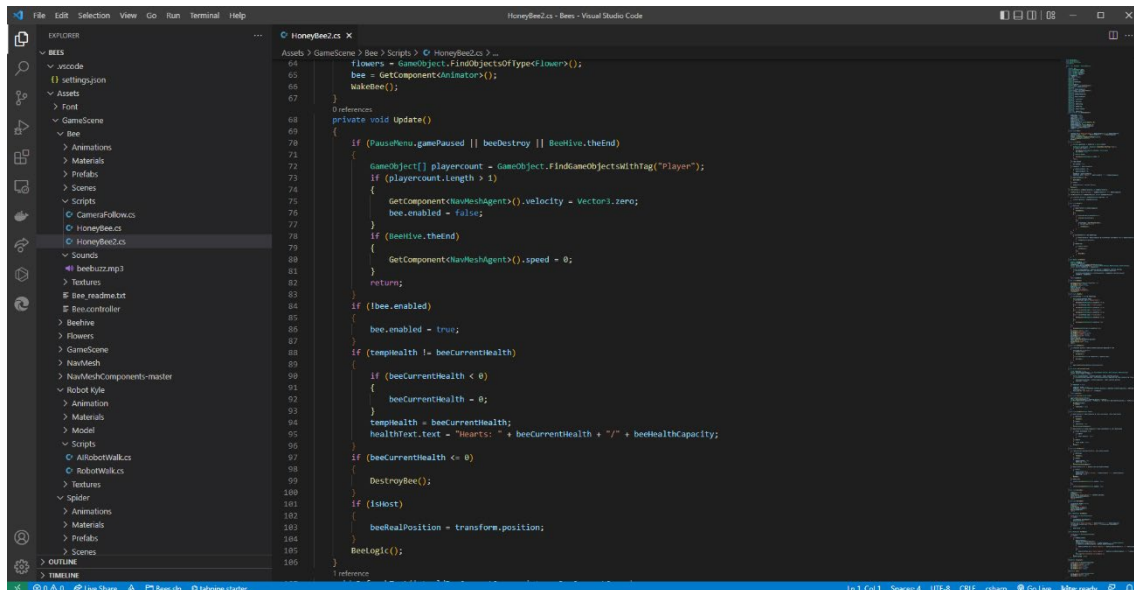 File Edit Selection View Go Run Terminal Help
HoneyBee2.cs - Bees - Visual Studio Code
EXPLORER
BEES
.vscode
{} settings.json
Assets
Font
GameScene
Bee
Animations
Materials
Prefabs
Scenes
Scripts
CameraFollow.cs
HoneyBee.cs
HoneyBee2.cs
Sounds
beebuzz.mp3
Textures
Bee_readme.txt
Bee.controller
Beehive
Flowers
GameScene
NavMesh
NavMeshComponents-master
Robot Kyle
Animation
Materials
Model
Scripts
AIRobotWalk.cs
RobotWalk.cs
Textures
Spider
Animations
Materials
Prefabs
Scenes
OUTLINE
TIMELINE
HoneyBee2.cs
Assets > GameScene > Bee > Scripts > HoneyBee2.cs > ...
64 flowers = GameObject.FindObjectsOfType<Flower>();
65 bee = GetComponent<Animator>();
66 WakeBee();
67 }
0 references
68 private void Update()
69 {
70 if (PauseMenu.gamePaused || beeDestroy || BeeHive.theEnd)
71 {
72 GameObject[] playercount = GameObject.FindGameObjectsWithTag("Player");
73 if (playercount.Length > 1)
74 {
75 GetComponent<NavMeshAgent>().velocity = Vector3.zero;
76 bee.enabled = false;
77 }
78 if (BeeHive.theEnd)
79 {
80 GetComponent<NavMeshAgent>().speed = 0;
81 }
82 return;
83 }
84 if (!bee.enabled)
85 {
86 bee.enabled = true;
87 }
88 if (tempHealth != beeCurrentHealth)
89 {
90 if (beeCurrentHealth < 0)
91 {
92 beeCurrentHealth = 0;
93 }
94 tempHealth = beeCurrentHealth;
95 healthText.text = "Hearts: " + beeCurrentHealth + "/" + beeHealthCapacity;
96 }
97 if (beeCurrentHealth <= 0)
98 {
99 DestroyBee();
100 }
101 if (isHost)
102 {
103 beeRealPosition = transform.position;
104 }
105 BeeLogic();
106 }
1 reference
0 0 Live Share Bees.sln tabnine starter
Ln 1, Col 1 Spaces: 4 UTF-8 CRLF csharp Go Live kite: ready